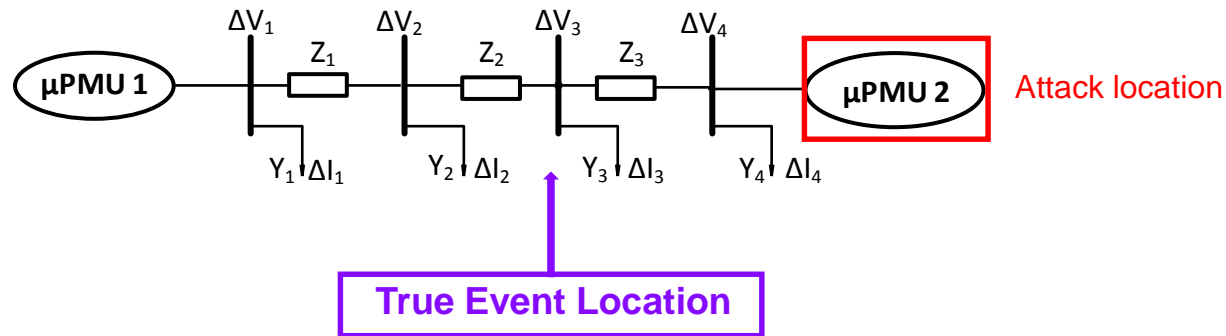 ΔV₁ ΔV₂ ΔV₃ ΔV₄
Z₁ Z₂ Z₃
μPMU 1 μPMU 2 Attack location
Y₁ ΔI₁ Y₂ ΔI₂ Y₃ ΔI₃ Y₄ ΔI₄
True Event Location